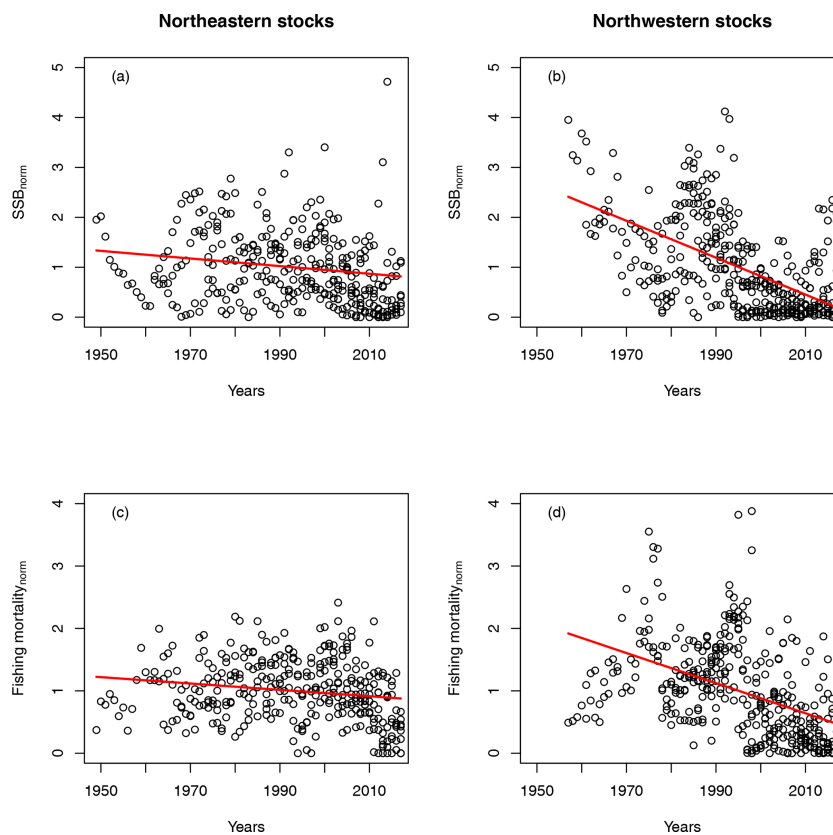 Northeastern stocks
Northwestern stocks
(a)
5
4
3
2
1
0
SSBnorm
1950 1970 1990 2010
Years
(b)
5
4
3
2
1
0
SSBnorm
1950 1970 1990 2010
Years
(c)
4
3
2
1
0
Fishing mortalitynorm
1950 1970 1990 2010
Years
(d)
4
3
2
1
0
Fishing mortalitynorm
1950 1970 1990 2010
Years